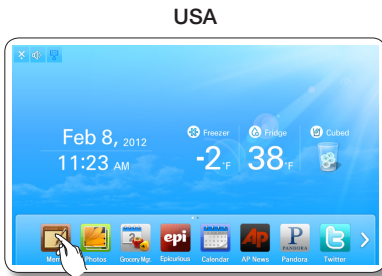 USA
Feb 8, 2012
11:23 AM
Freezer
-2°F
Fridge
38°F
Cubed
epi
AP
P
PANDORA
Photos
Grocery Mgr.
Epicurious
Calendar
AP News
Pandora
Twitter